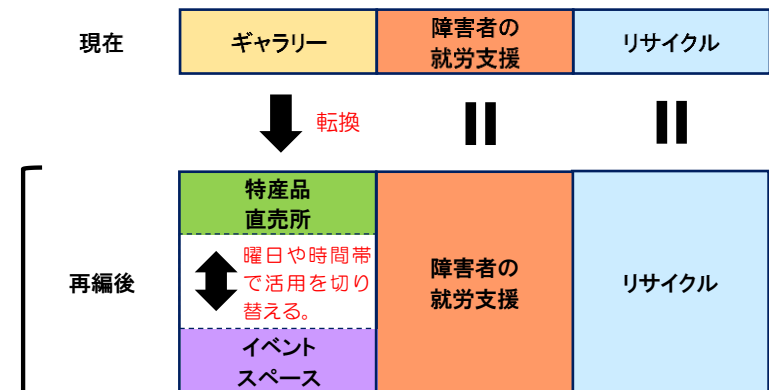 現在
ギャラリー
障害者の
就労支援
リサイクル
転換
再編後
特産品
直売所
曜日や時間帯
で活用を切り
替える。
イベント
スペース
障害者の
就労支援
リサイクル